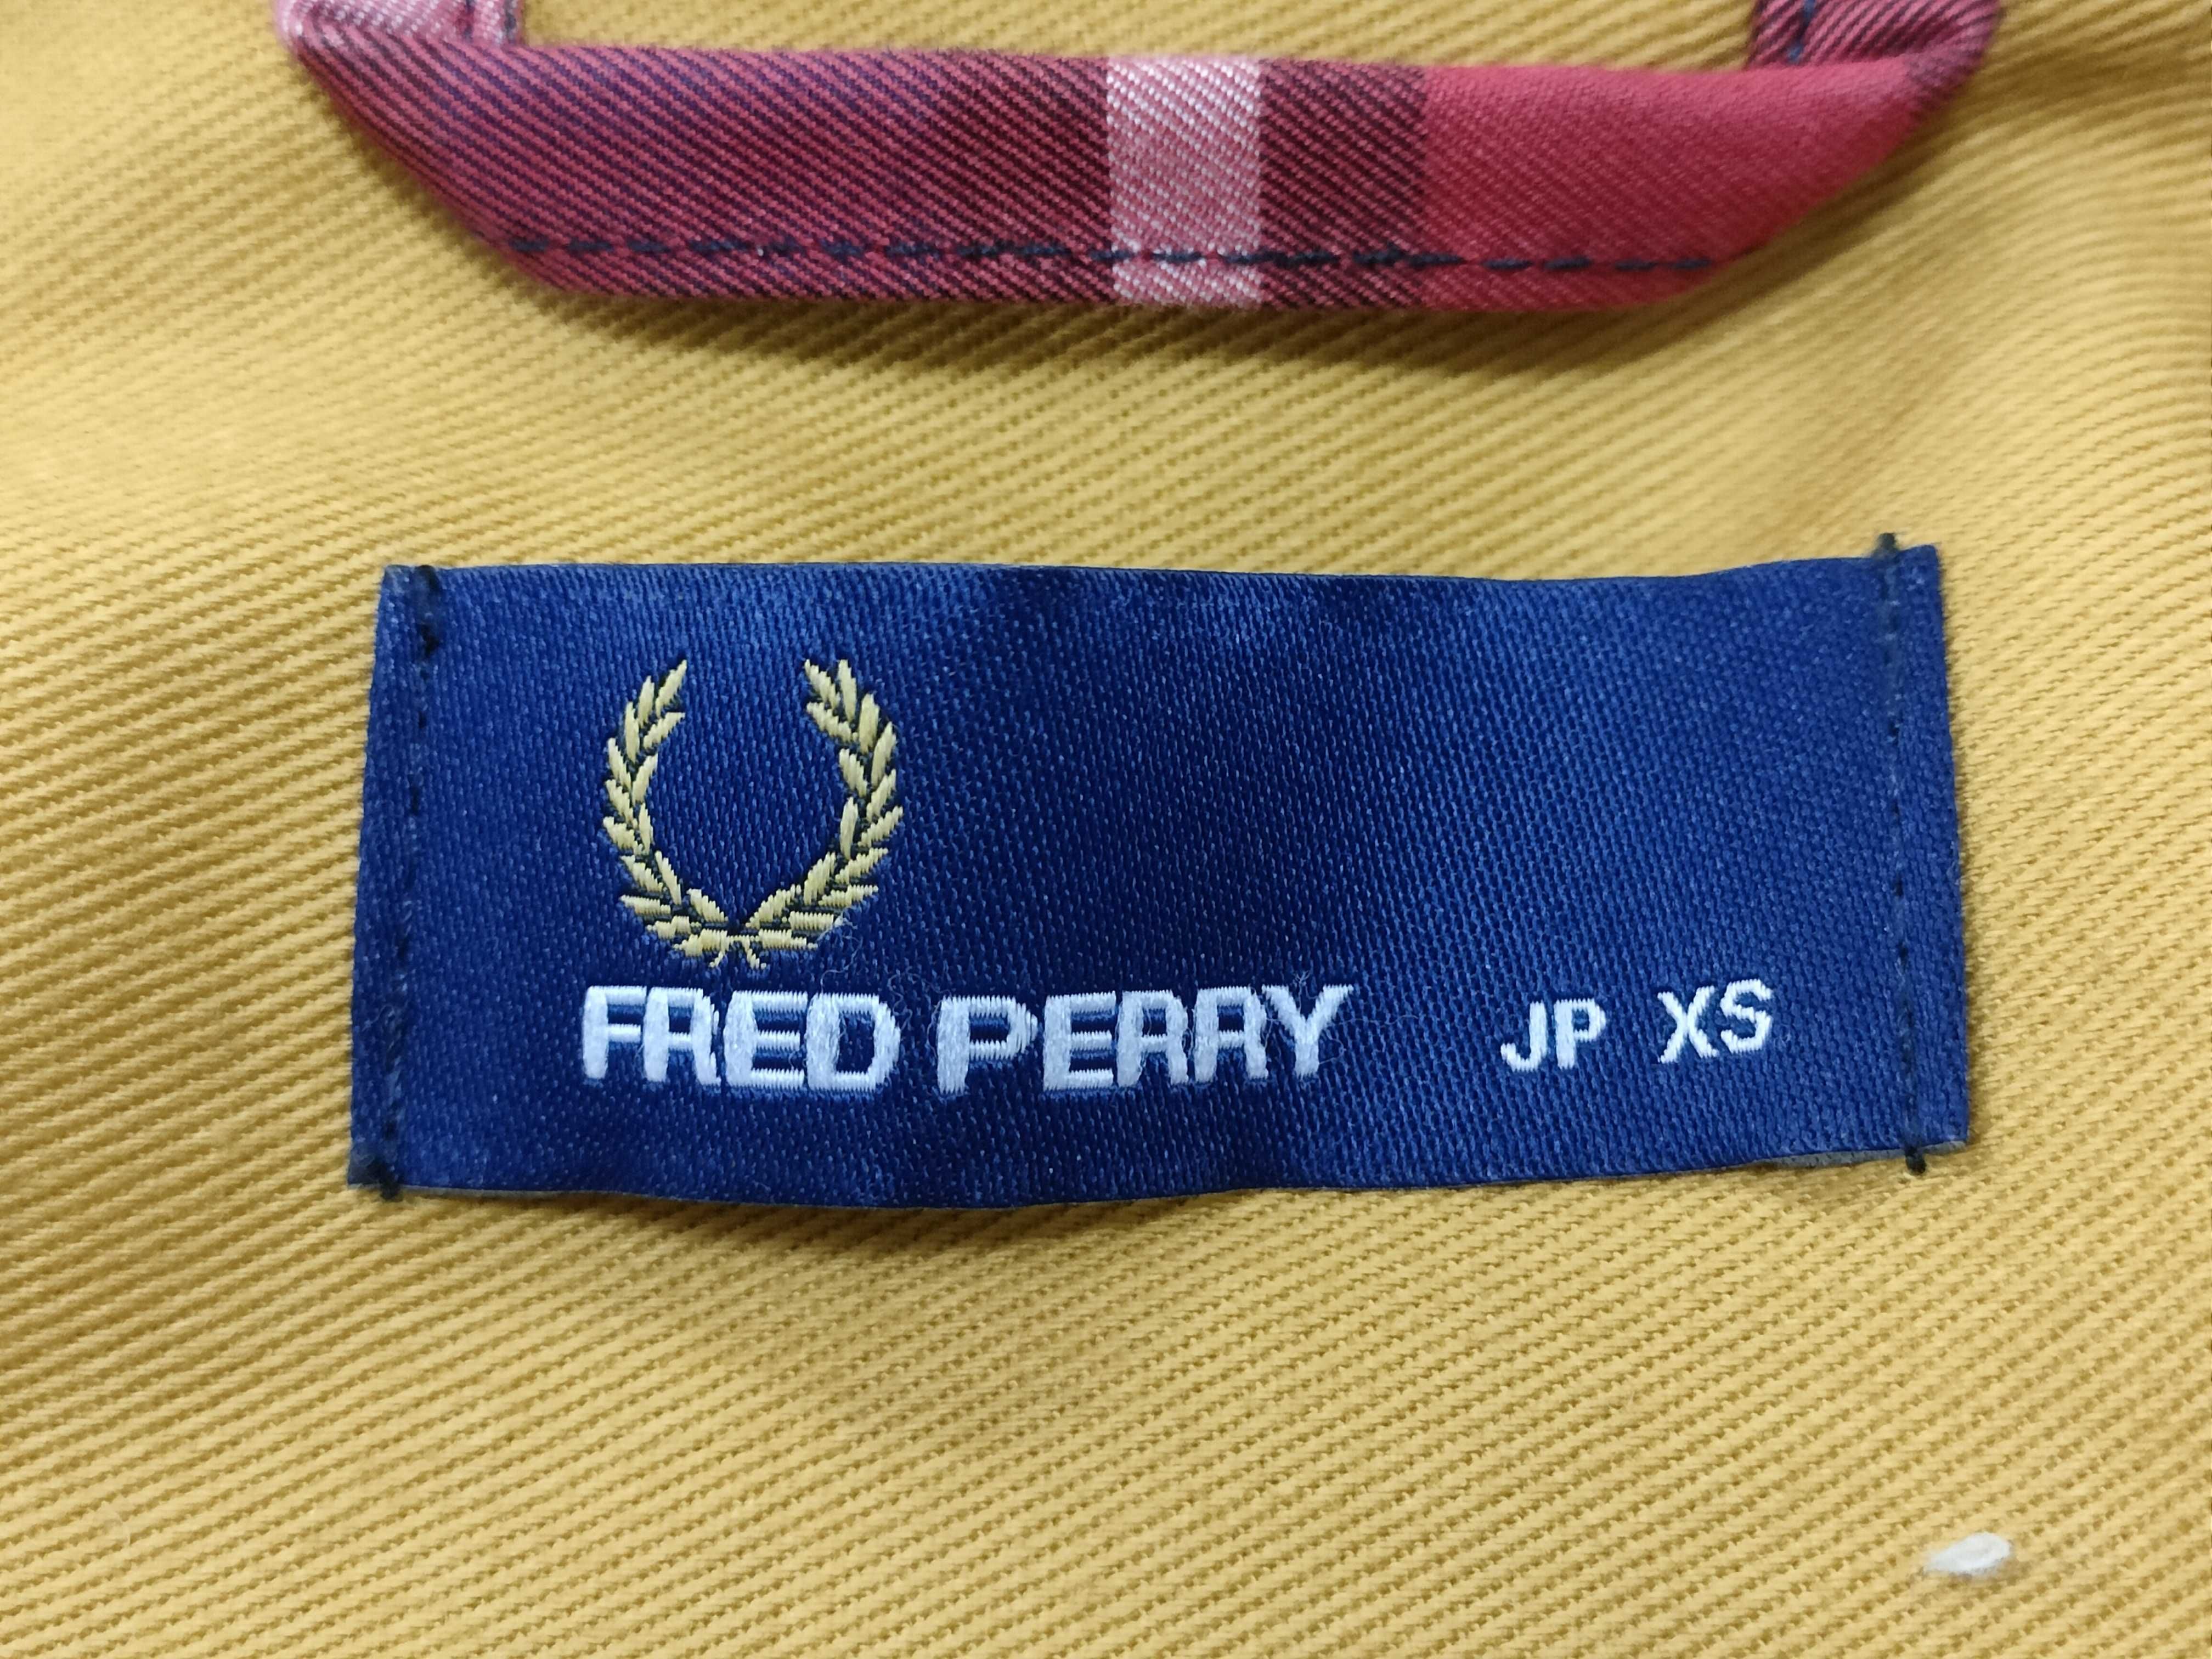 FRED PERRY JP XS